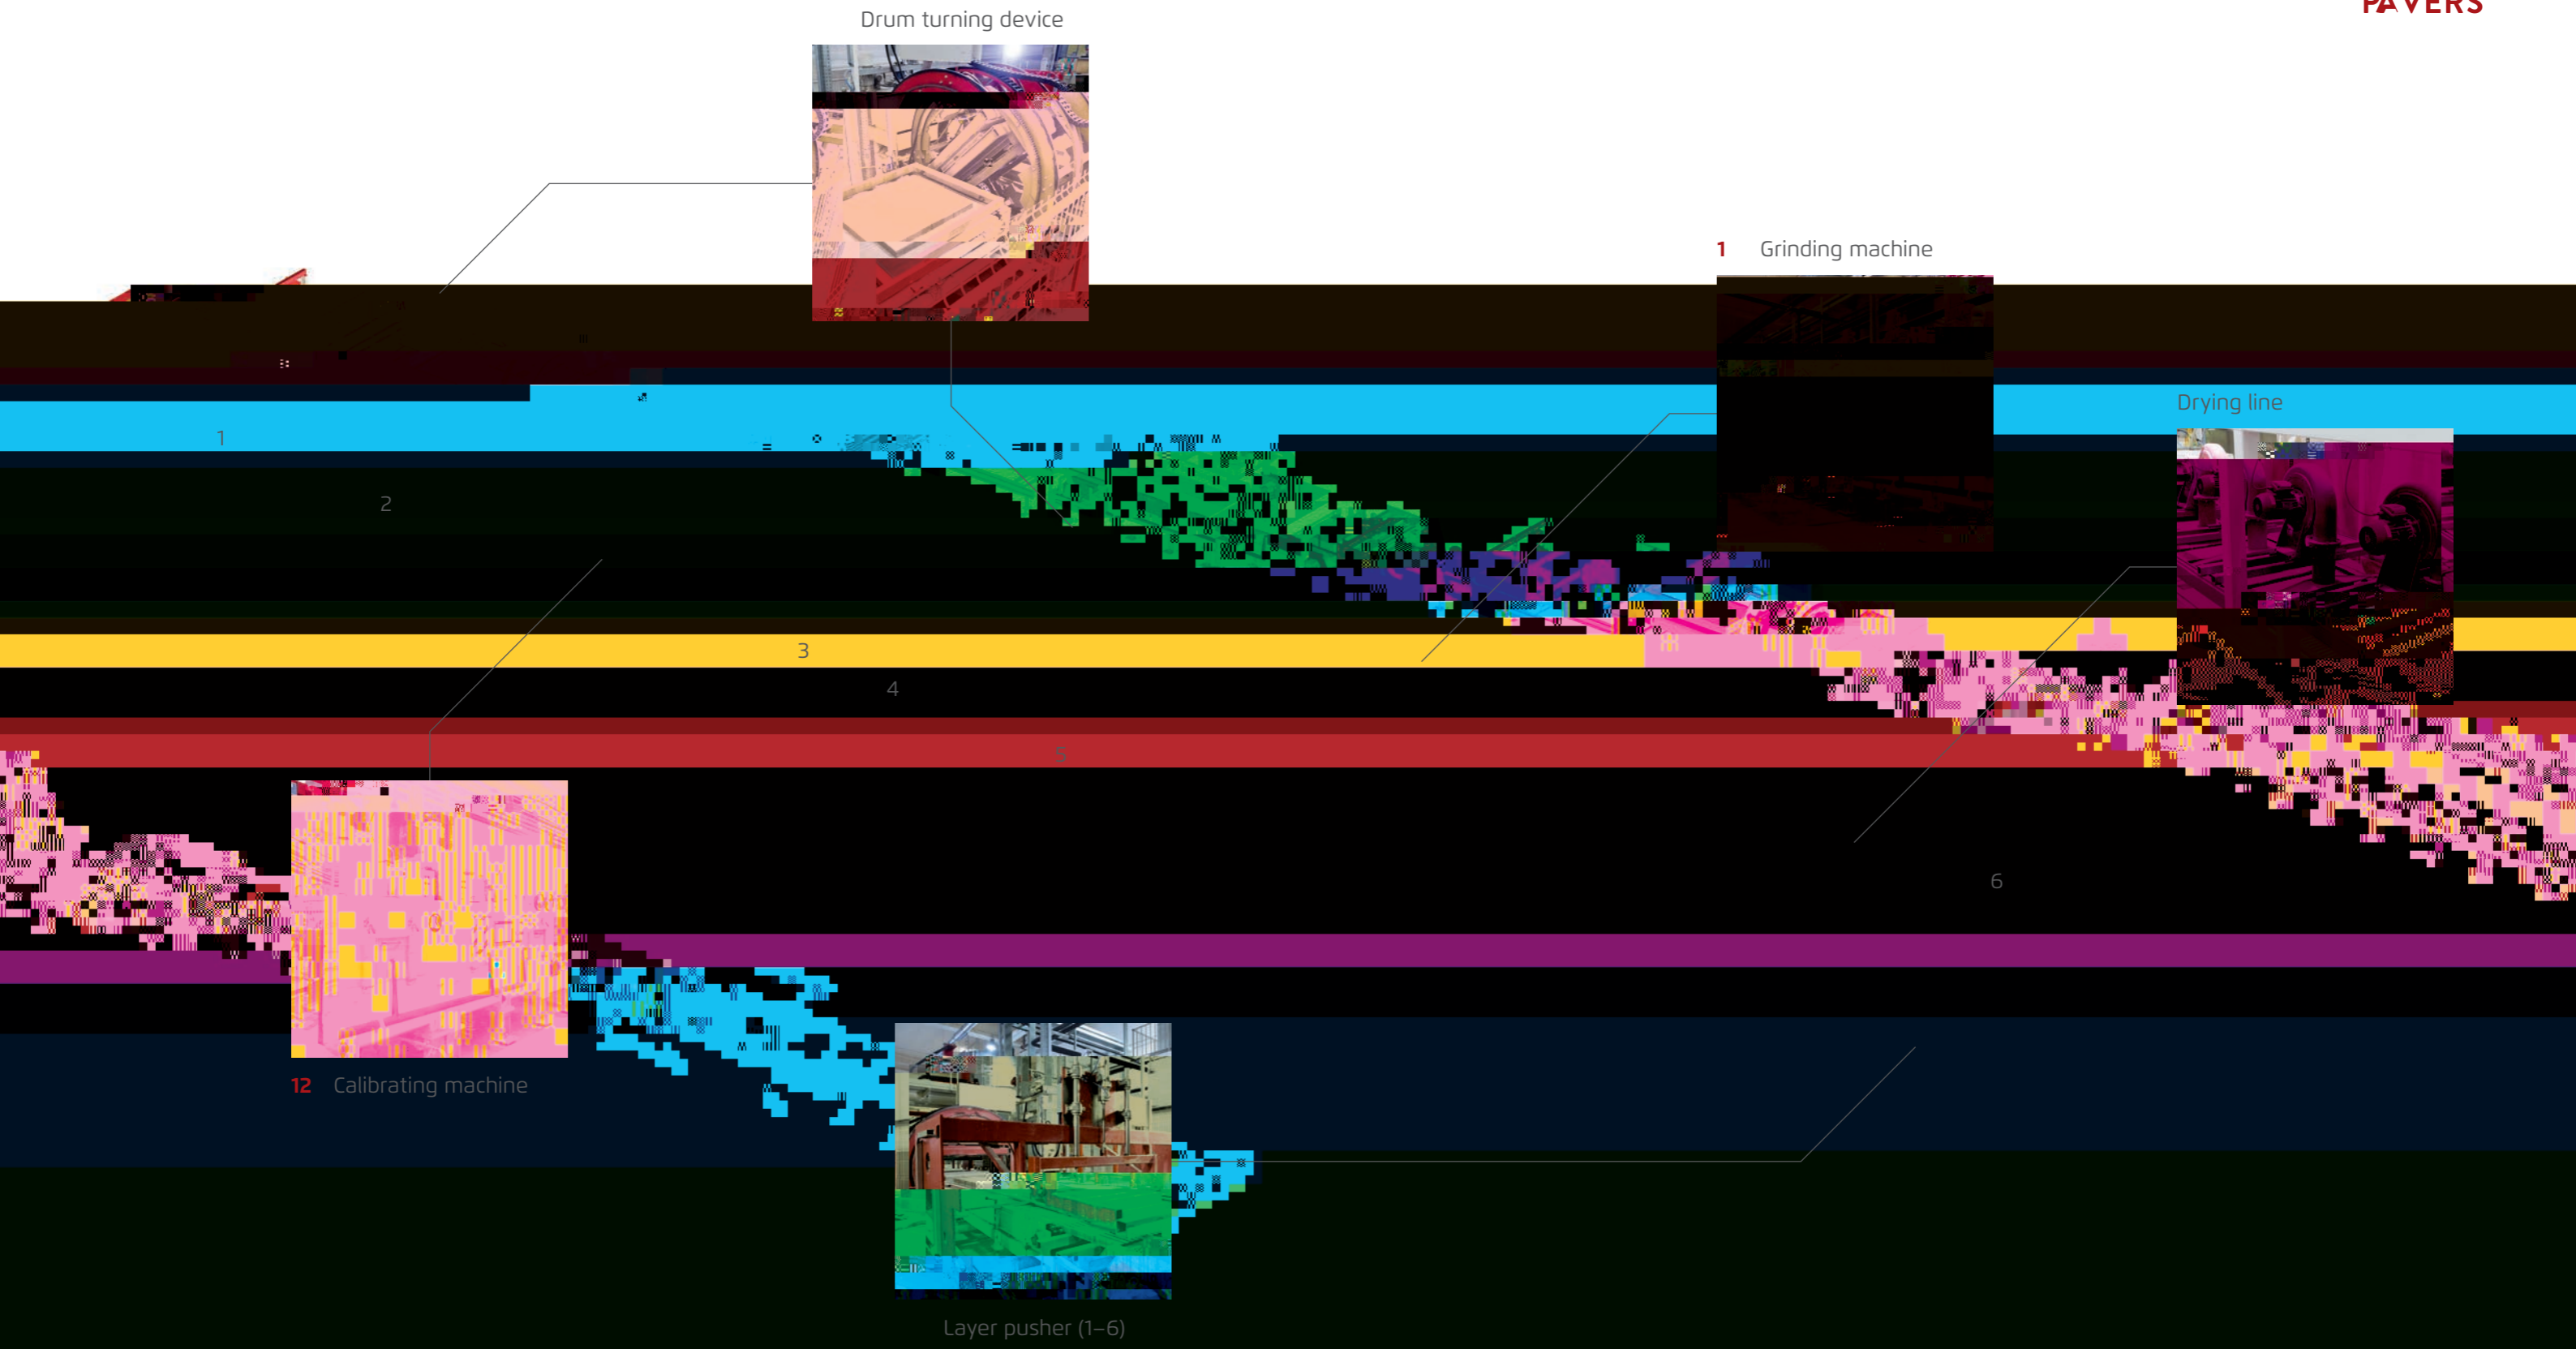 PAVERS
Drum turning device
1 Grinding machine
Drying line
1
2
3
4
5
6
12 Calibrating machine
Layer pusher (1–6)